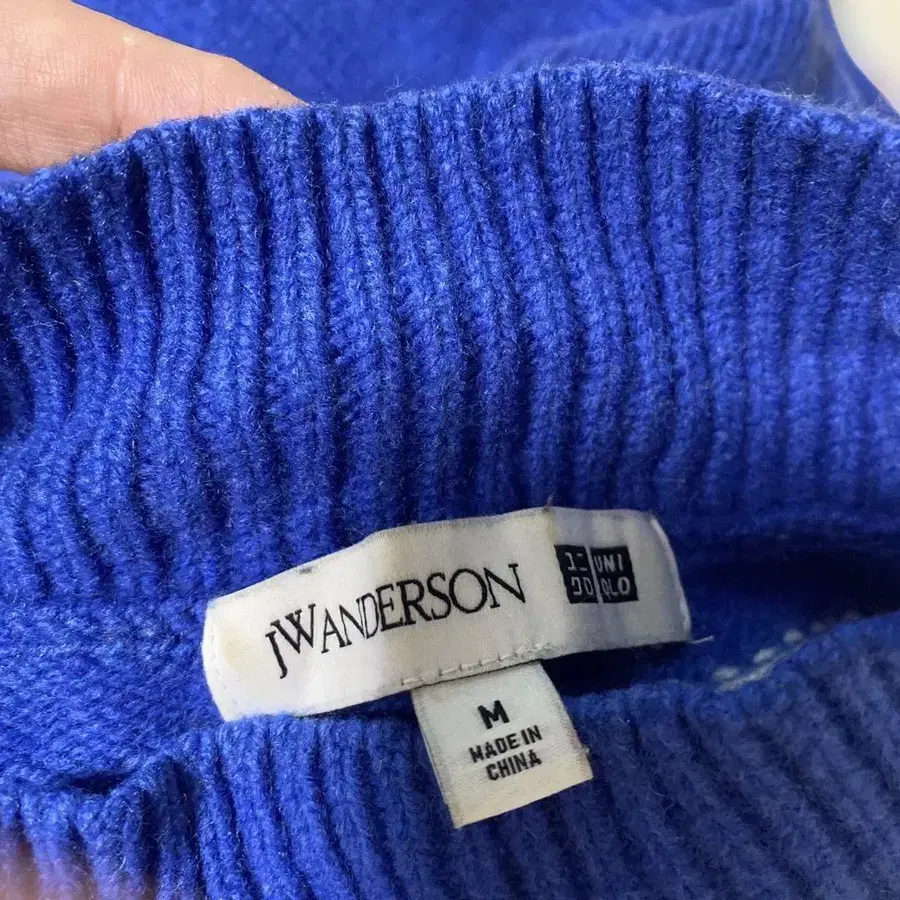 JWANDERSON
ユニ UNI
クロ QLO
M
MADE IN
CHINA